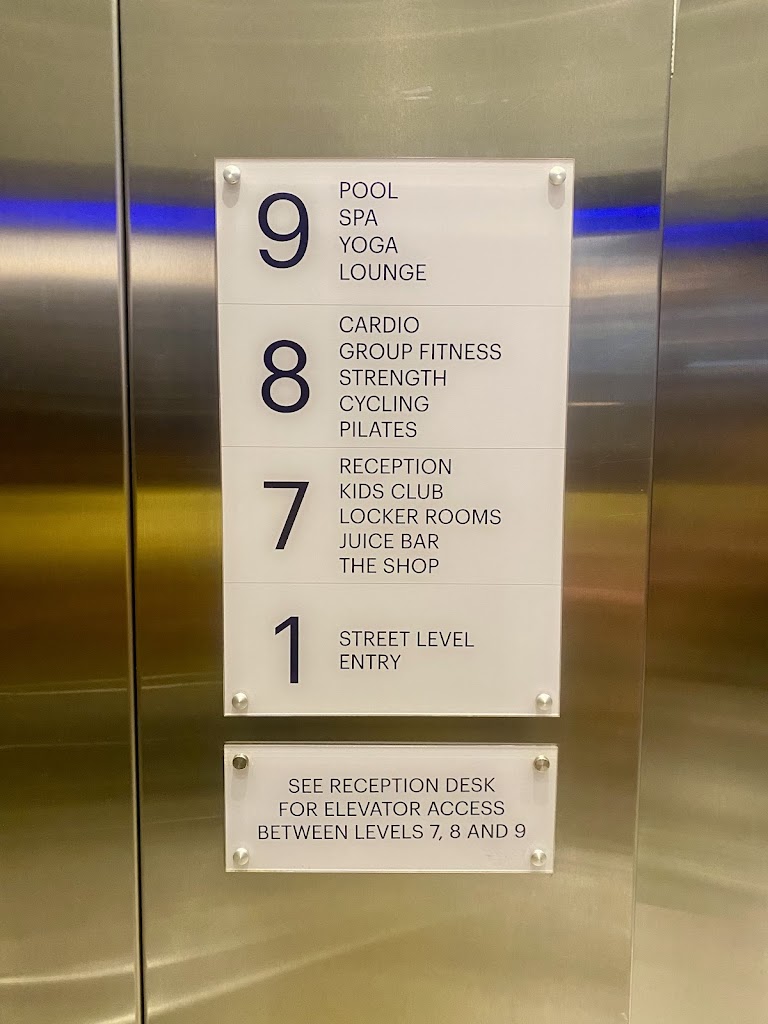 9
POOL
SPA
YOGA
LOUNGE
8
CARDIO
GROUP FITNESS
STRENGTH
CYCLING
PILATES
7
RECEPTION
KIDS CLUB
LOCKER ROOMS
JUICE BAR
THE SHOP
1
STREET LEVEL
ENTRY
SEE RECEPTION DESK
FOR ELEVATOR ACCESS
BETWEEN LEVELS 7, 8 AND 9